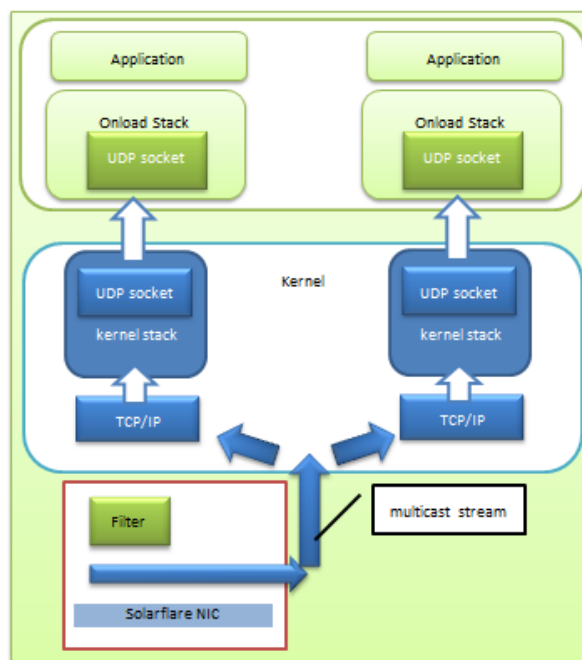 Application
Application
Onload Stack
Onload Stack
UDP socket
UDP socket
Kernel
UDP socket
UDP socket
kernel stack
kernel stack
TCP/IP
TCP/IP
Filter
multicast stream
Solarflare NIC